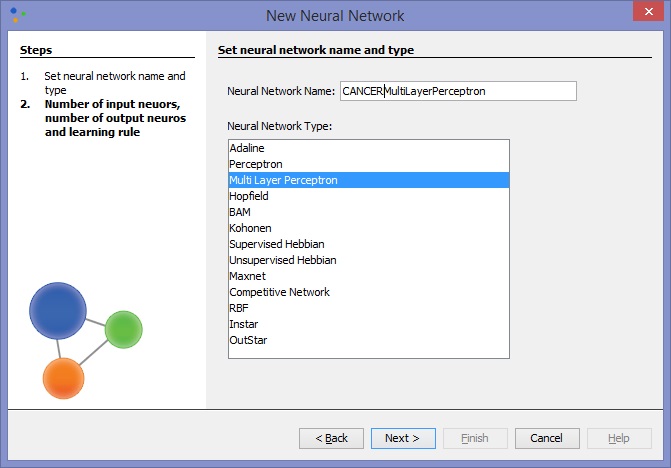 New Neural Network
Steps
1. Set neural network name and
type
2. Number of input neuors,
number of output neuros
and learning rule
Set neural network name and type
Neural Network Name: CANCERMultiLayerPerceptron
Neural Network Type:
Adaline
Perceptron
Multi Layer Perceptron
Hopfield
BAM
Kohonen
Supervised Hebbian
Unsupervised Hebbian
Maxnet
Competitive Network
RBF
Instar
OutStar
< Back Next > Finish Cancel Help